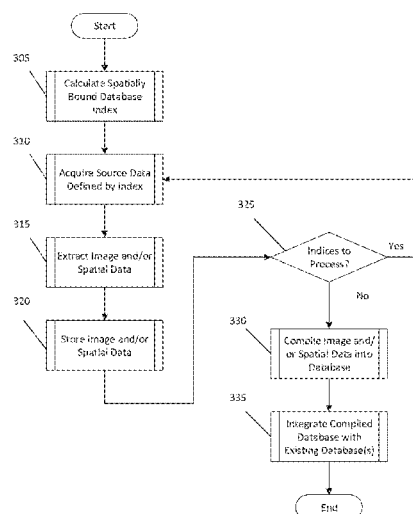 Start
305
Calculate Spatially
Bound Database
Index
310
Acquire Source Data
Defined by Index
315
Extract Image and/or
Spatial Data
320
Store Image and/or
Spatial Data
325
Indices to
Process?
Yes
No
330
Compile Image and/
or Spatial Data into
Database
335
Integrate Compiled
Database with
Existing Database(s)
End